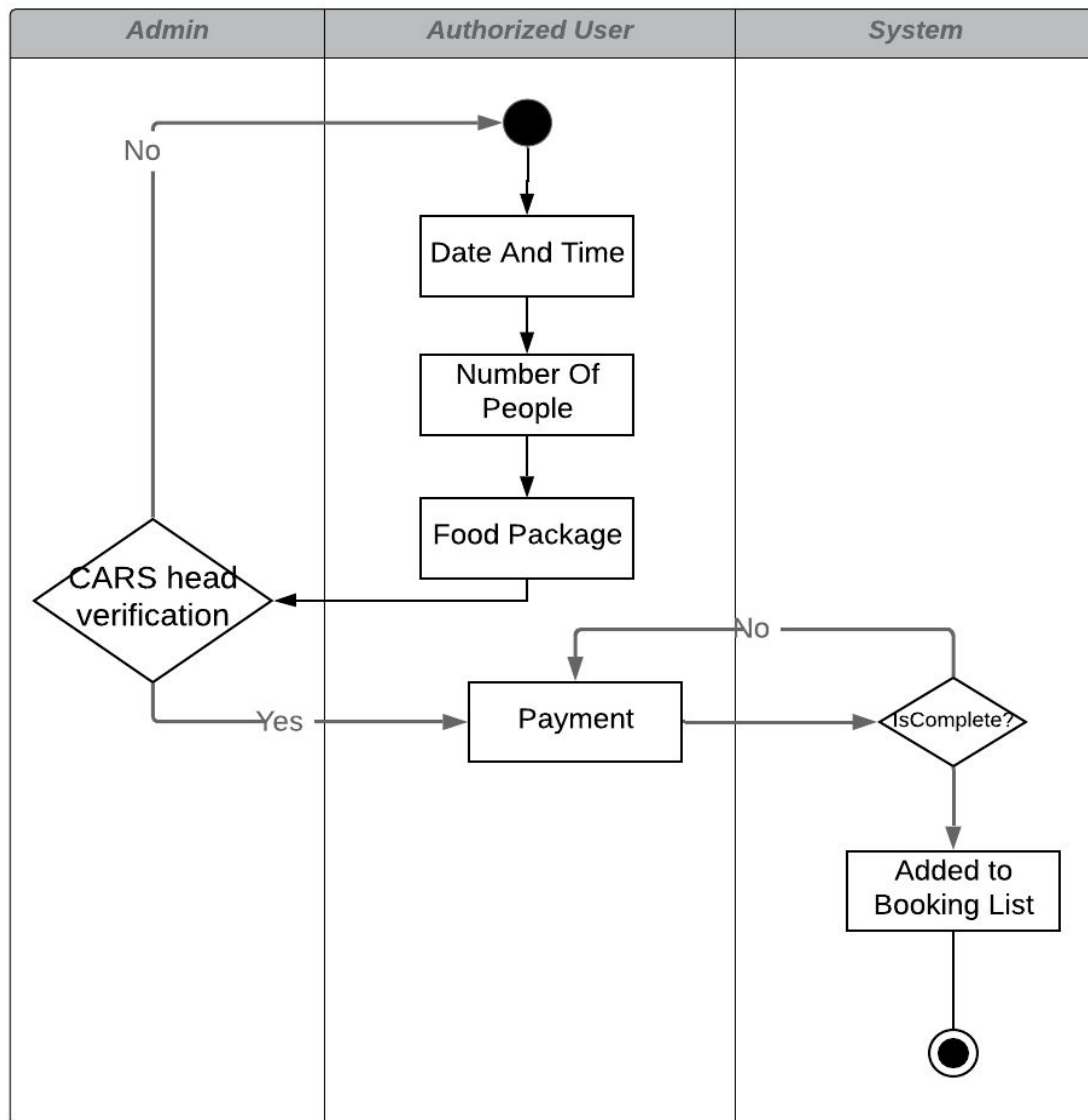 Admin
Authorized User
System
No
Date And Time
Number Of
People
Food Package
CARS head
verification
No
Yes
Payment
IsComplete?
Added to
Booking List